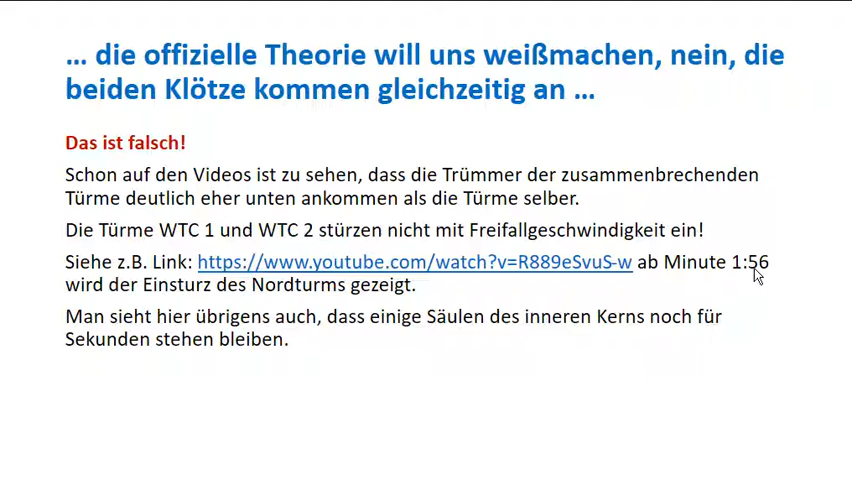 … die offizielle Theorie will uns weißmachen, nein, die
beiden Klötze kommen gleichzeitig an …
Das ist falsch!
Schon auf den Videos ist zu sehen, dass die Trümmer der zusammenbrechenden
Türme deutlich eher unten ankommen als die Türme selber.
Die Türme WTC 1 und WTC 2 stürzen nicht mit Freifallgeschwindigkeit ein!
Siehe z.B. Link: https://www.youtube.com/watch?v=R889eSvuS-w ab Minute 1:56
wird der Einsturz des Nordturms gezeigt.
Man sieht hier übrigens auch, dass einige Säulen des inneren Kerns noch für
Sekunden stehen bleiben.